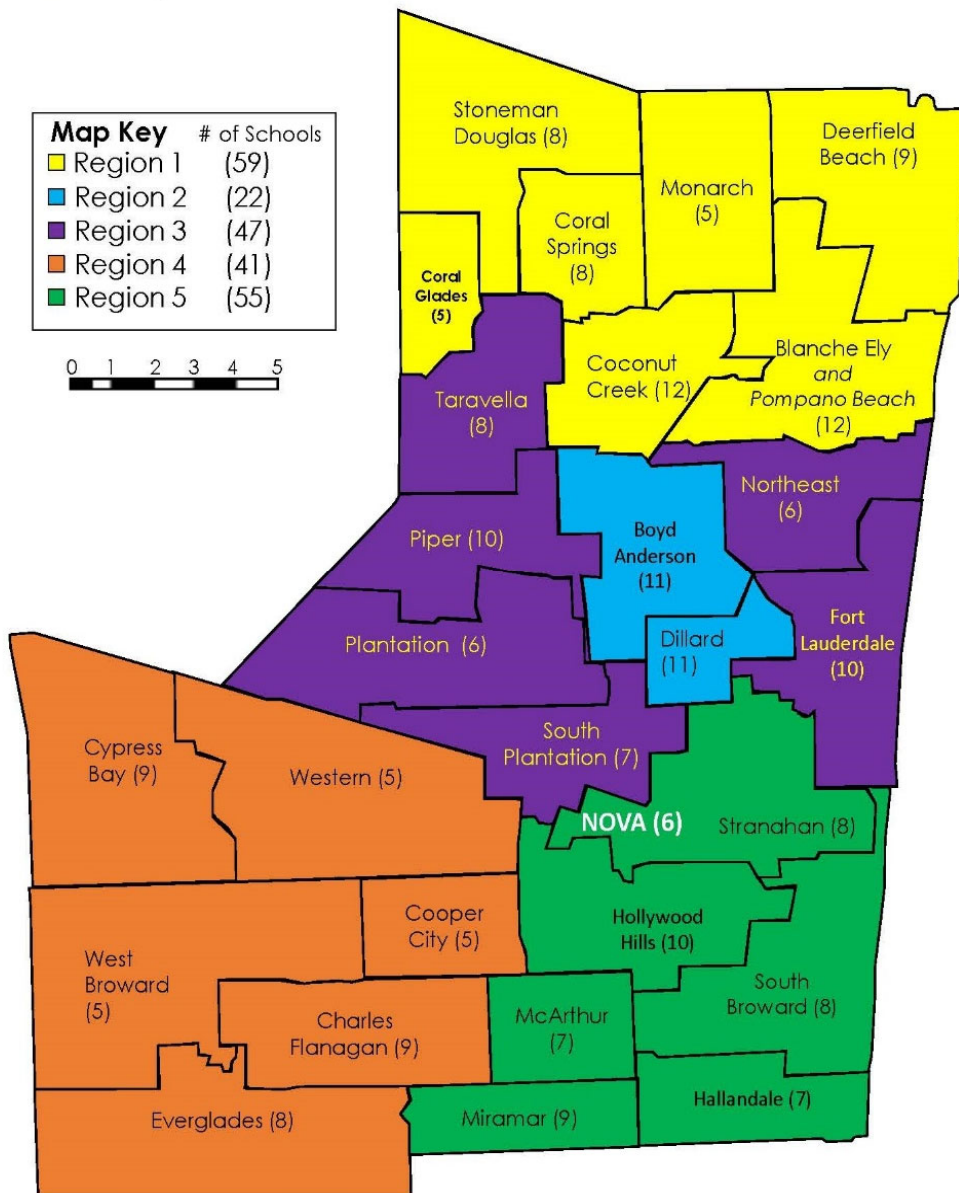 Map Key # of Schools
Region 1 (59)
Region 2 (22)
Region 3 (47)
Region 4 (41)
Region 5 (55)
0 1 2 3 4 5
Stoneman
Douglas (8)
Deerfield
Beach (9)
Monarch
(5)
Coral
Springs
(8)
Coral
Glades
(5)
Coconut
Creek (12)
Blanche Ely
and
Pompano Beach
(12)
Taravella
(8)
Northeast
(6)
Piper (10)
Boyd
Anderson
(11)
Plantation (6)
Dillard
(11)
Fort
Lauderdale
(10)
South
Plantation (7)
Cypress
Bay (9)
Western (5)
NOVA (6)
Stranahan (8)
Cooper
City (5)
Hollywood
Hills (10)
West
Broward
(5)
South
Broward (8)
Charles
Flanagan (9)
McArthur
(7)
Everglades (8)
Miramar (9)
Hallandale (7)